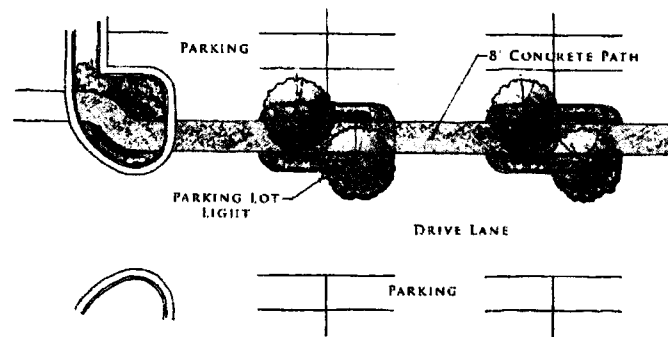 PARKING
8' CONCRETE PATH
PARKING LOT
LIGHT
DRIVE LANE
PARKING